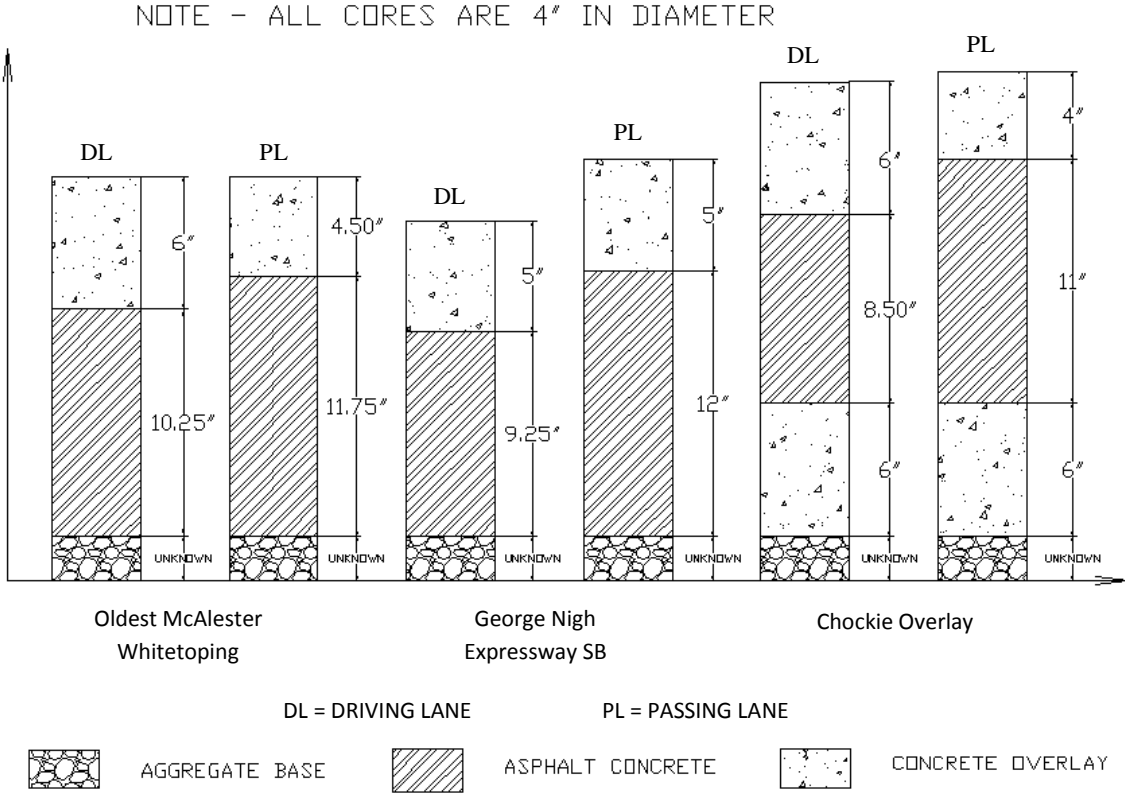 NOTE - ALL CORES ARE 4" IN DIAMETER
DL
PL
DL
PL
DL
PL
6"
10.25"
UNKNOWN
4.50"
11.75"
UNKNOWN
5"
9.25"
UNKNOWN
5"
12"
UNKNOWN
6"
8.50"
6"
UNKNOWN
4"
11"
6"
UNKNOWN
Oldest McAlester
Whitetoping
George Nigh
Expressway SB
Chockie Overlay
DL = DRIVING LANE
PL = PASSING LANE
AGGREGATE BASE
ASPHALT CONCRETE
CONCRETE OVERLAY